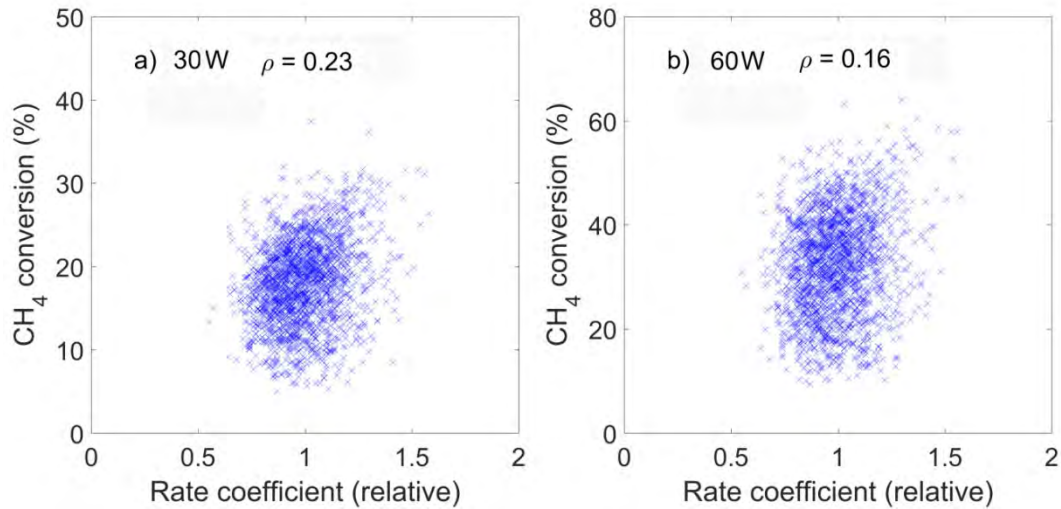 a) 30 W ρ = 0.23
50
40
30
20
10
0
CH4 conversion (%)
0 0.5 1 1.5 2
Rate coefficient (relative)
b) 60 W ρ = 0.16
80
60
40
20
0
CH4 conversion (%)
0 0.5 1 1.5 2
Rate coefficient (relative)